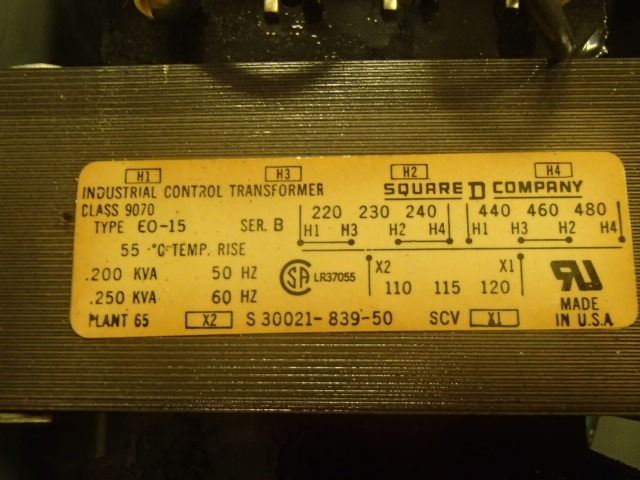 H1 H3 H2 H4
INDUSTRIAL CONTROL TRANSFORMER SQUARE D COMPANY
CLASS 9070 220 230 240 440 460 480
TYPE EO-15 SER. B H1 H3 H2 H4 H1 H3 H2 H4
55 °C TEMP. RISE
.200 KVA 50 HZ SA LR37055 X2 X1
.250 KVA 60 HZ 110 115 120 MADE
PLANT 65 X2 S 30021-839-50 SCV X1 IN U.S.A